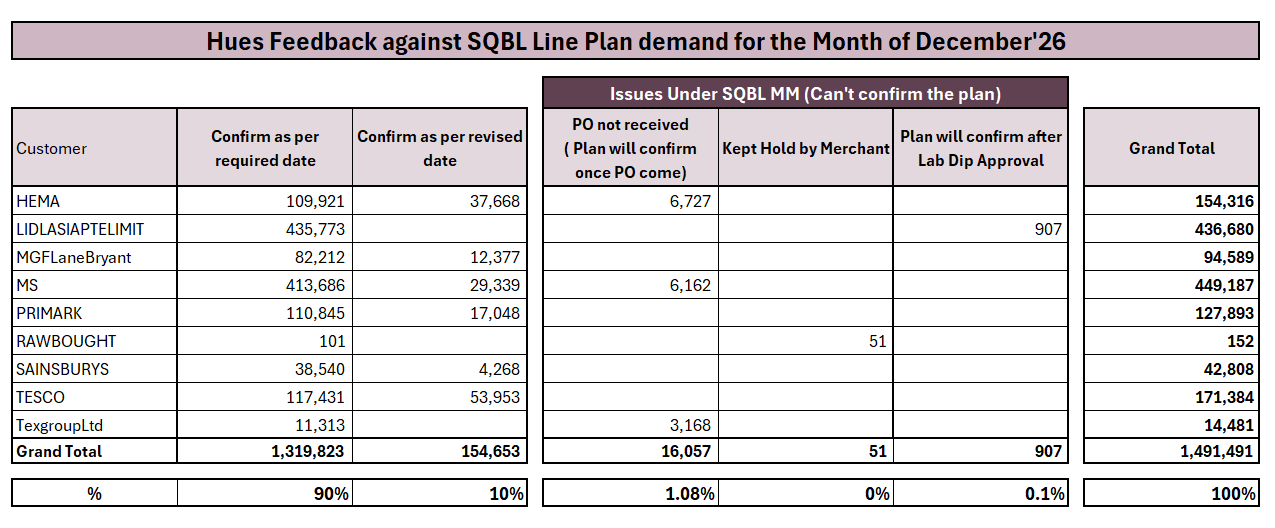 Hues Feedback against SQBL Line Plan demand for the Month of December'26
Issues Under SQBL MM (Can't confirm the plan)
Customer Confirm as per required date Confirm as per revised date PO not received ( Plan will confirm once PO come) Kept Hold by Merchant Plan will confirm after Lab Dip Approval Grand Total
HEMA 109,921 37,668 6,727 154,316
LIDLASIAPTELIMIT 435,773 907 436,680
MGFLaneBryant 82,212 12,377 94,589
MS 413,686 29,339 6,162 449,187
PRIMARK 110,845 17,048 127,893
RAWBOUGHT 101 51 152
SAINSBURYS 38,540 4,268 42,808
TESCO 117,431 53,953 171,384
TexgroupLtd 11,313 3,168 14,481
Grand Total 1,319,823 154,653 16,057 51 907 1,491,491
% 90% 10% 1.08% 0% 0.1% 100%